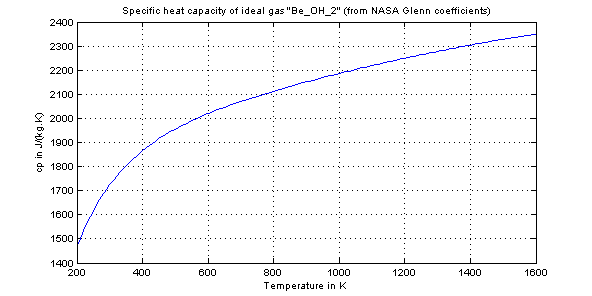 Specific heat capacity of ideal gas "Be_OH_2" (from NASA Glenn coefficients)
2400
2300
2200
2100
2000
1900
1800
1700
1600
1500
1400
cp in J/(kg.K)
200 400 600 800 1000 1200 1400 1600
Temperature in K